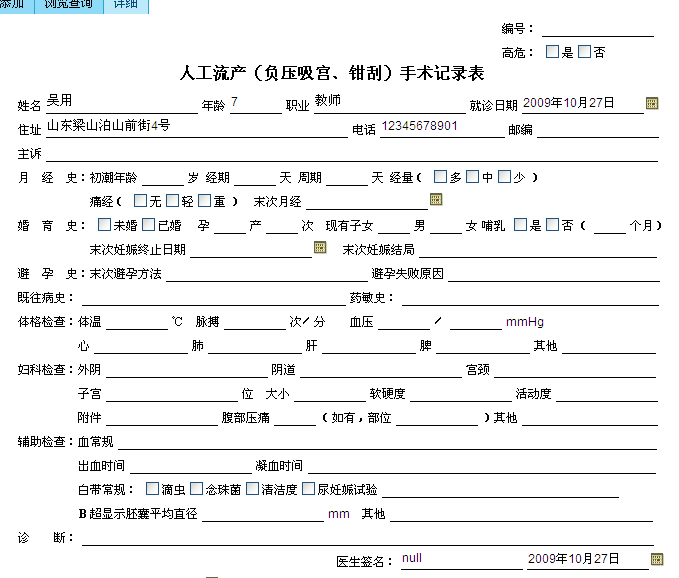 添加 浏览查询 详细
编号：
高危： 是 否
人工流产（负压吸宫、钳刮）手术记录表
姓名 吴用 年龄 7 职业 教师 就诊日期 2009年10月27日
住址 山东梁山泊山前街4号 电话 12345678901 邮编
主诉
月 经 史：初潮年龄 岁 经期 天 周期 天 经量（ 多 中 少 ）
痛经（ 无 轻 重 ） 末次月经
婚 育 史： 未婚 已婚 孕 产 次 现有子女 男 女 哺乳 是 否（ 个月）
末次妊娠终止日期 末次妊娠结局
避 孕 史：末次避孕方法 避孕失败原因
既往病史： 药敏史：
体格检查：体温 ℃ 脉搏 次／分 血压 ／ mmHg
心 肺 肝 脾 其他
妇科检查：外阴 阴道 宫颈
子宫 位 大小 软硬度 活动度
附件 腹部压痛 （如有，部位 ）其他
辅助检查：血常规
出血时间 凝血时间
白带常规： 滴虫 念珠菌 清洁度 尿妊娠试验
B超显示胚囊平均直径 mm 其他
诊 断：
医生签名： null 2009年10月27日